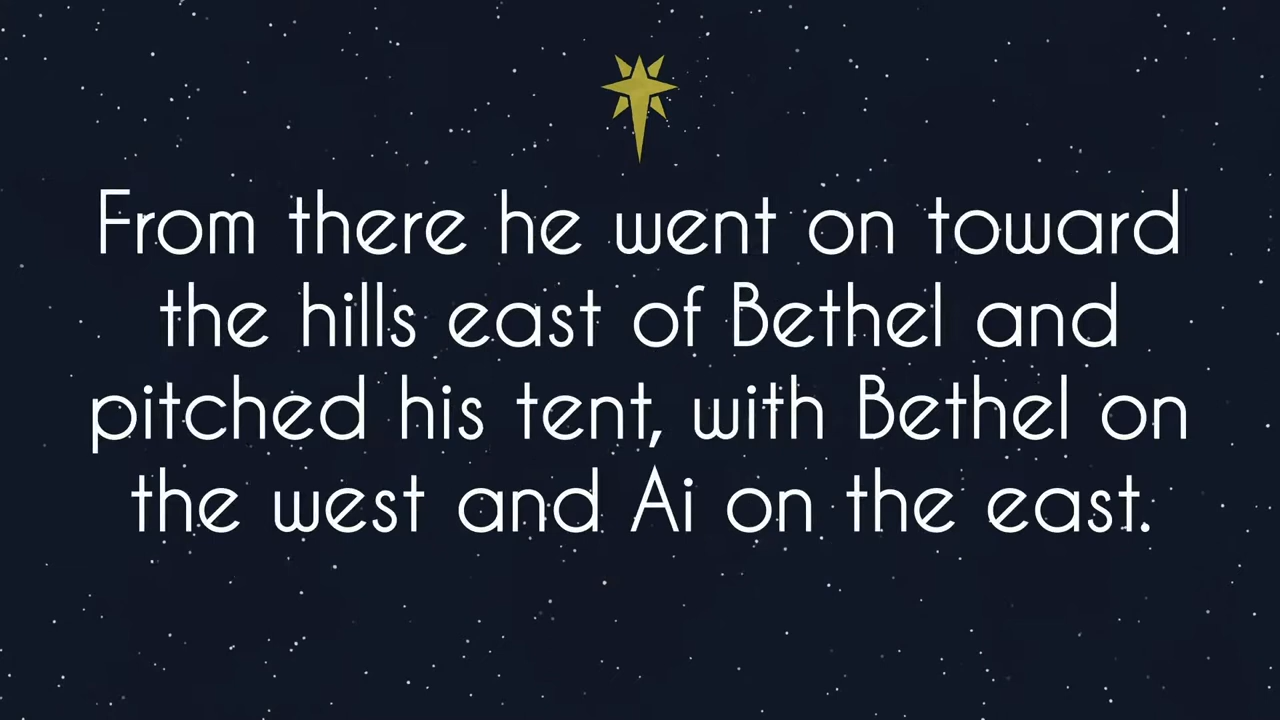 From there he went on toward
the hills east of Bethel and
pitched his tent, with Bethel on
the west and Ai on the east.